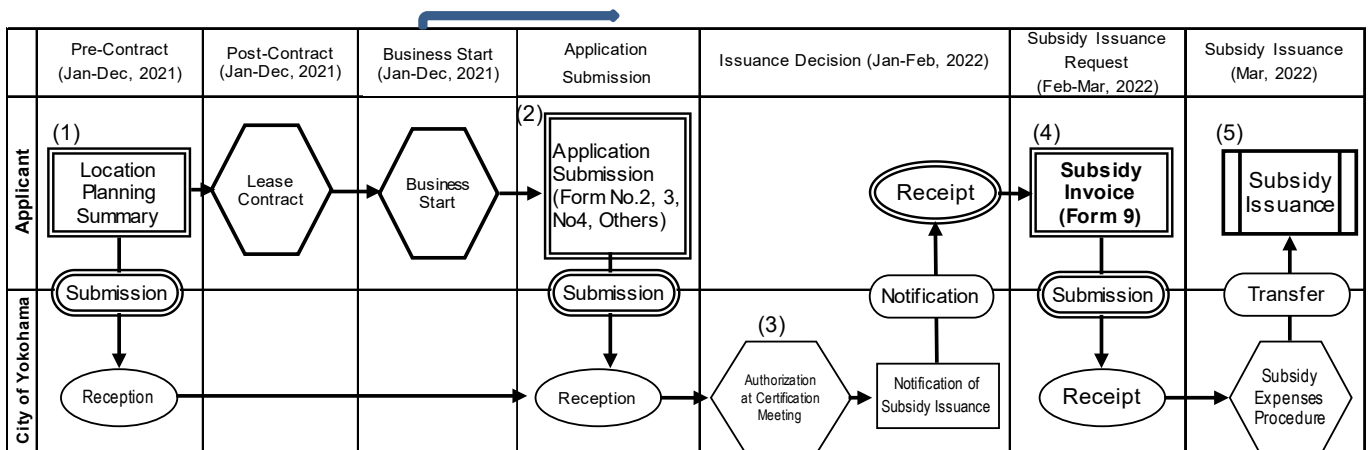 Pre-Contract
(Jan-Dec, 2021)
Post-Contract
(Jan-Dec, 2021)
Business Start
(Jan-Dec, 2021)
Application
Submission
Issuance Decision (Jan-Feb, 2022)
Subsidy Issuance
Request
(Feb-Mar, 2022)
Subsidy Issuance
(Mar, 2022)
Applicant
(1)
Location
Planning
Summary
Lease
Contract
Business
Start
(2)
Application
Submission
(Form No.2, 3,
No4, Others)
Receipt
(4)
Subsidy
Invoice
(Form 9)
(5)
Subsidy
Issuance
Submission
Submission
Notification
Submission
Transfer
City of Yokohama
Reception
Reception
(3)
Authorization
at Certification
Meeting
Notification of
Subsidy Issuance
Receipt
Subsidy
Expenses
Procedure